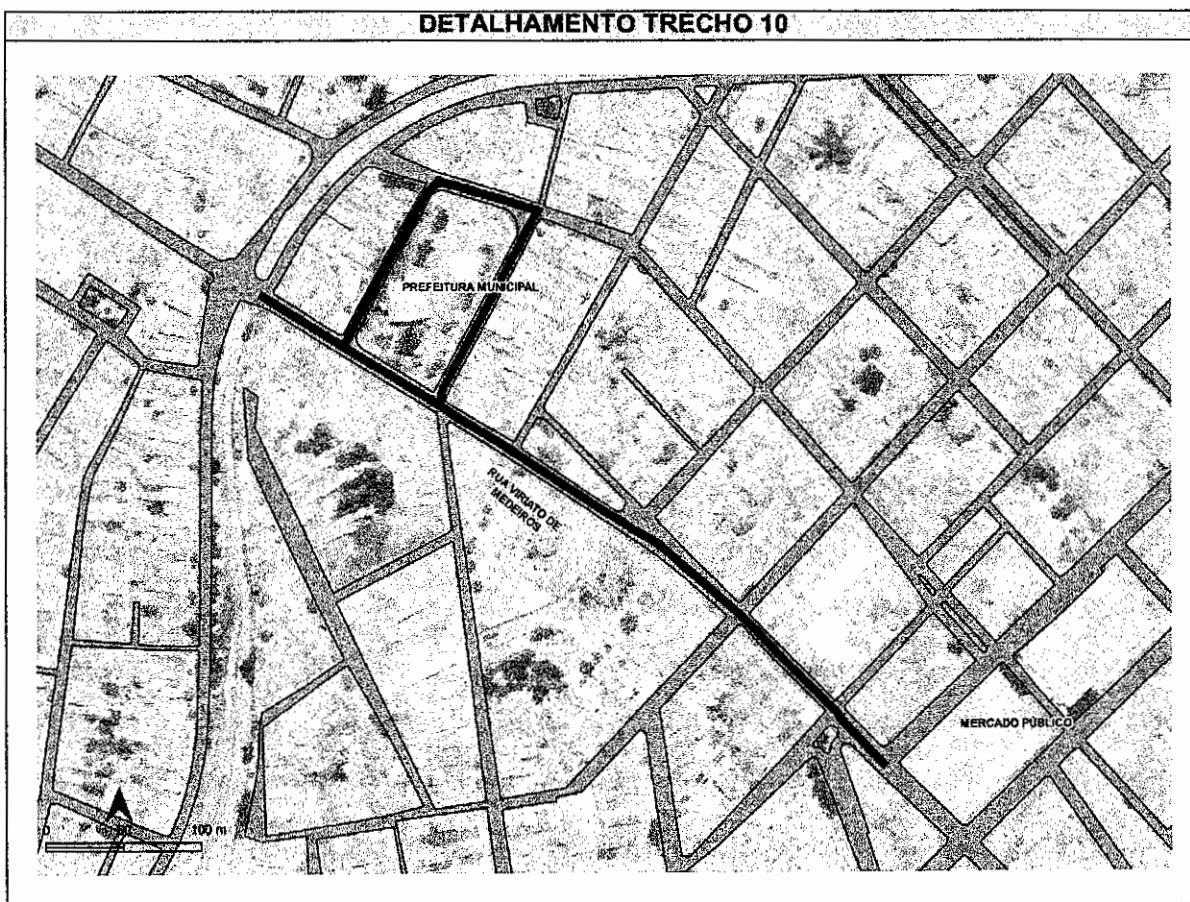 DETALHAMENTO TRECHO 10
PREFEITURA MUNICIPAL
RUA VIRIATO DE
MEDEIROS
MERCADO PÚBLICO
0
100 m